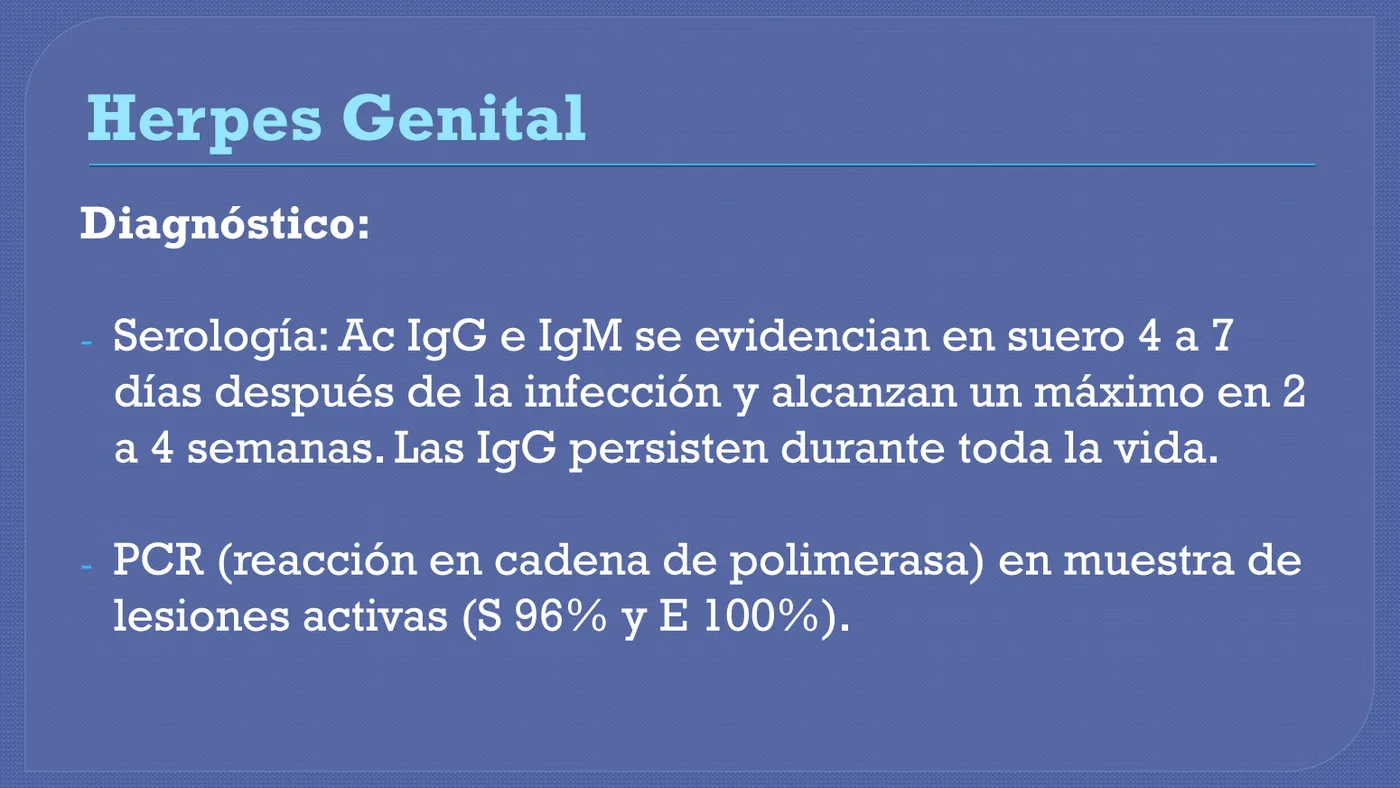 Herpes Genital
Diagnóstico:
- Serología: Ac IgG e IgM se evidencian en suero 4 a 7
días después de la infección y alcanzan un máximo en 2
a 4 semanas. Las IgG persisten durante toda la vida.
- PCR (reacción en cadena de polimerasa) en muestra de
lesiones activas (S 96% y E 100%).